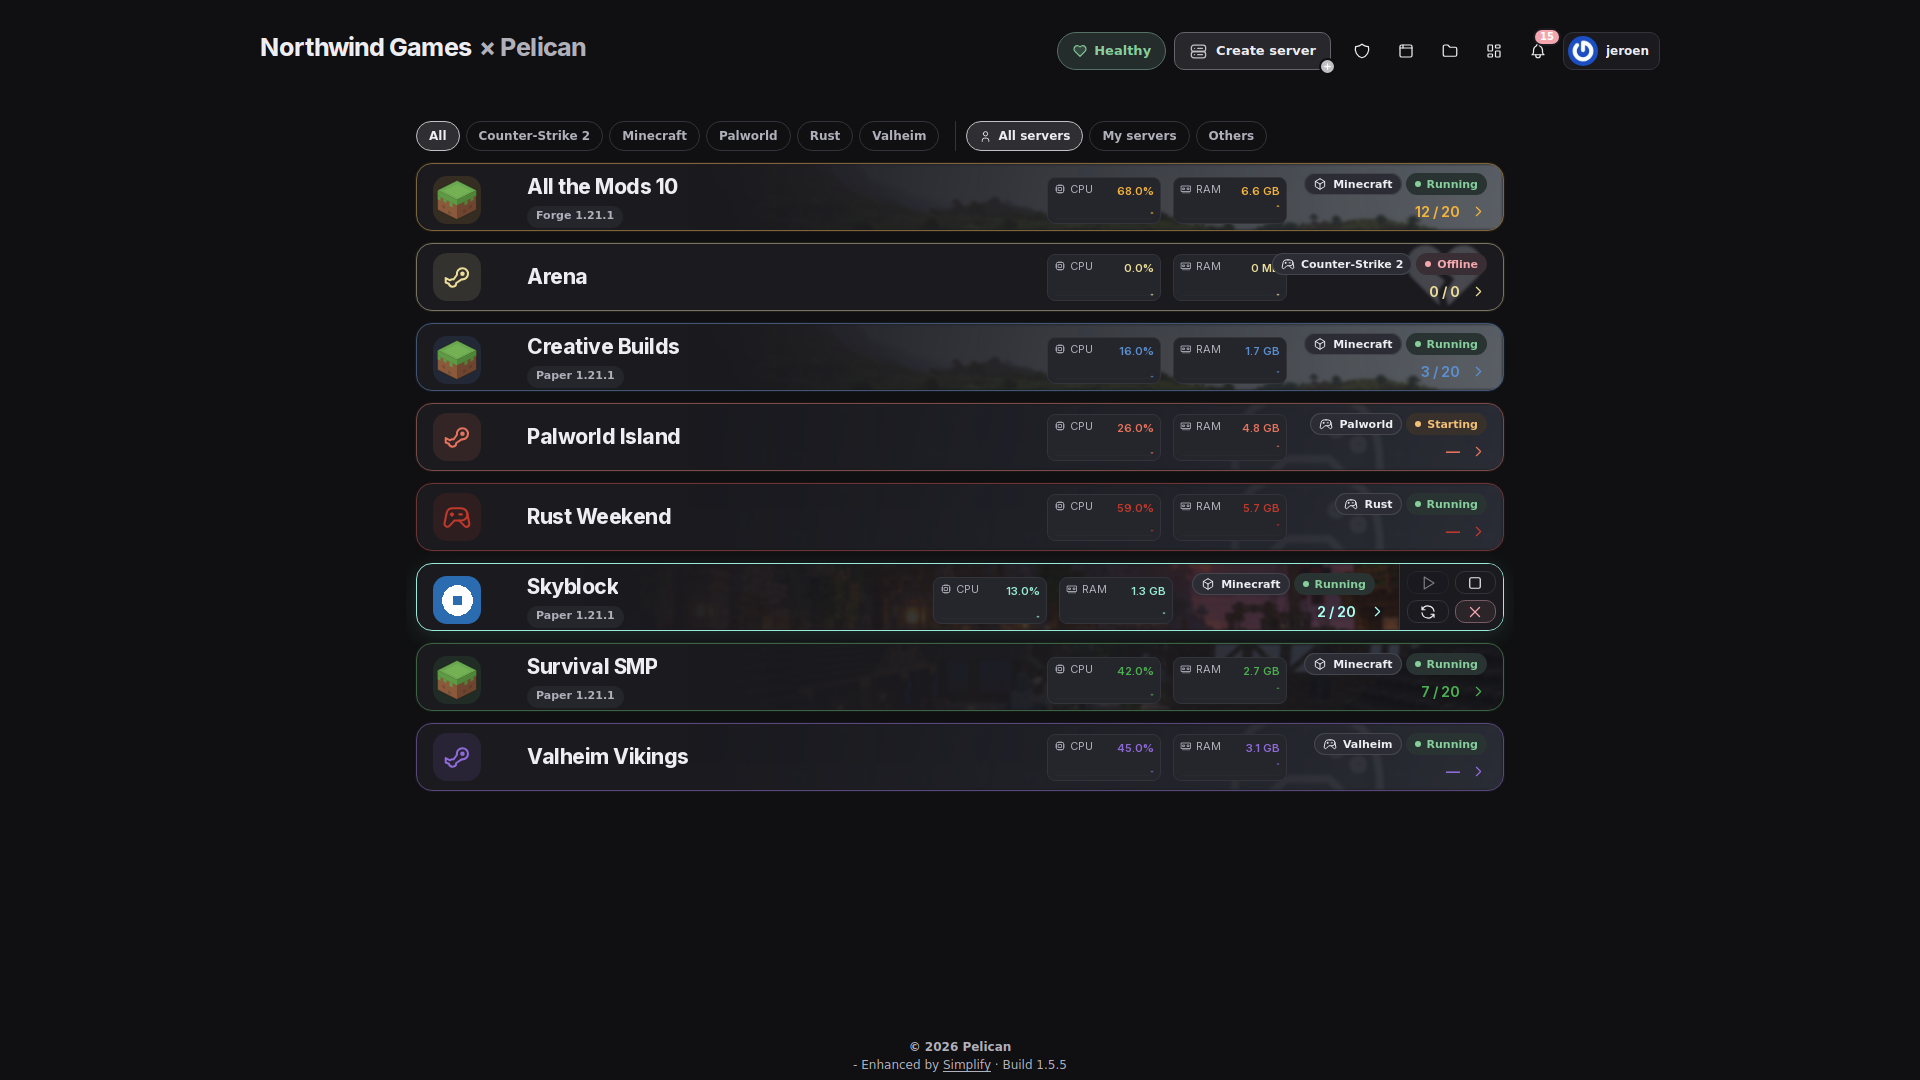 Northwind Games × Pelican
Healthy
Create server
15
jeroen
All
Counter-Strike 2
Minecraft
Palworld
Rust
Valheim
All servers
My servers
Others
All the Mods 10
Forge 1.21.1
CPU 68.0%
RAM 6.6 GB
Minecraft
Running
12 / 20
Arena
CPU 0.0%
RAM 0
Counter-Strike 2
Offline
0 / 0
Creative Builds
Paper 1.21.1
CPU 16.0%
RAM 1.7 GB
Minecraft
Running
3 / 20
Palworld Island
CPU 26.0%
RAM 4.8 GB
Palworld
Starting
—
Rust Weekend
CPU 59.0%
RAM 5.7 GB
Rust
Running
—
Skyblock
Paper 1.21.1
CPU 13.0%
RAM 1.3 GB
Minecraft
Running
2 / 20
Survival SMP
Paper 1.21.1
CPU 42.0%
RAM 2.7 GB
Minecraft
Running
7 / 20
Valheim Vikings
CPU 45.0%
RAM 3.1 GB
Valheim
Running
—
© 2026 Pelican
- Enhanced by Simplify · Build 1.5.5